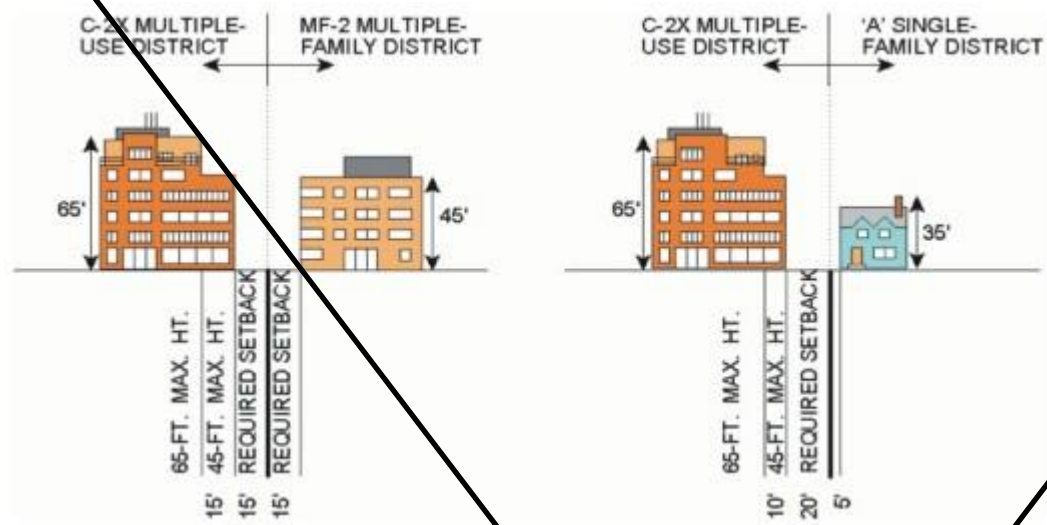 C-2X MULTIPLE-
USE DISTRICT
MF-2 MULTIPLE-
FAMILY DISTRICT
65'
45'
65-FT. MAX. HT.
45-FT. MAX. HT.
REQUIRED SETBACK
REQUIRED SETBACK
15'
15'
15'
C-2X MULTIPLE-
USE DISTRICT
'A' SINGLE-
FAMILY DISTRICT
65'
35'
65-FT. MAX. HT.
45-FT. MAX. HT.
REQUIRED SETBACK
10'
20'
5'